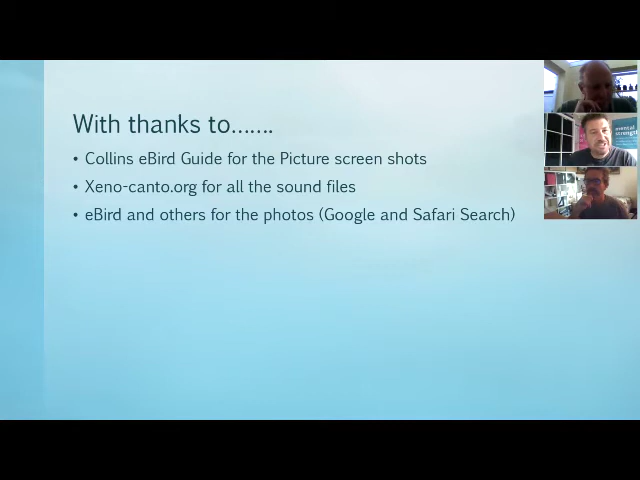 With thanks to.......
• Collins eBird Guide for the Picture screen shots
• Xeno-canto.org for all the sound files
• eBird and others for the photos (Google and Safari Search)